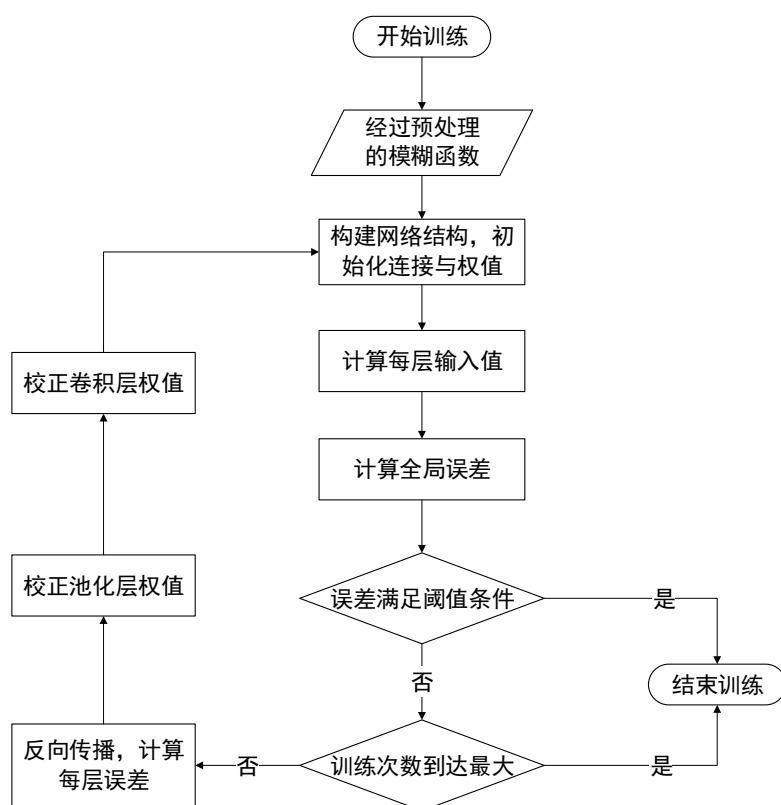 开始训练
经过预处理
的模糊函数
构建网络结构，初
始化连接与权值
校正卷积层权值
计算每层输入值
计算全局误差
校正池化层权值
误差满足阈值条件
是
否
结束训练
反向传播，计算
每层误差
否
训练次数到达最大
是